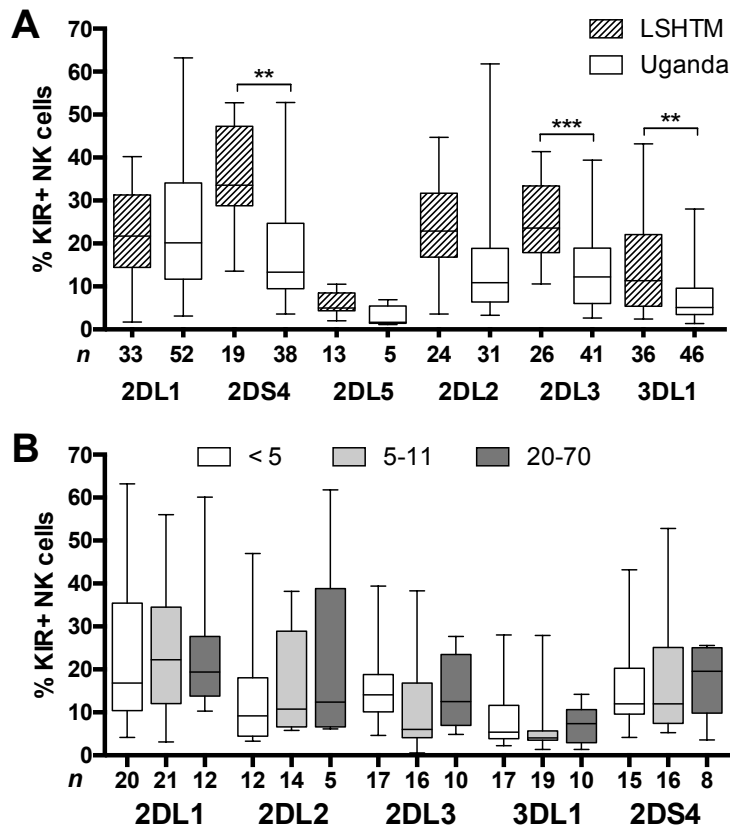 A
LSHTM
Uganda
% KIR+ NK cells
70
60
50
40
30
20
10
0
** *** **
n 33 52 19 38 13 5 24 31 26 41 36 46
2DL1 2DS4 2DL5 2DL2 2DL3 3DL1
B
< 5 5-11 20-70
% KIR+ NK cells
70
60
50
40
30
20
10
0
n 20 21 12 12 14 5 17 16 10 17 19 10 15 16 8
2DL1 2DL2 2DL3 3DL1 2DS4